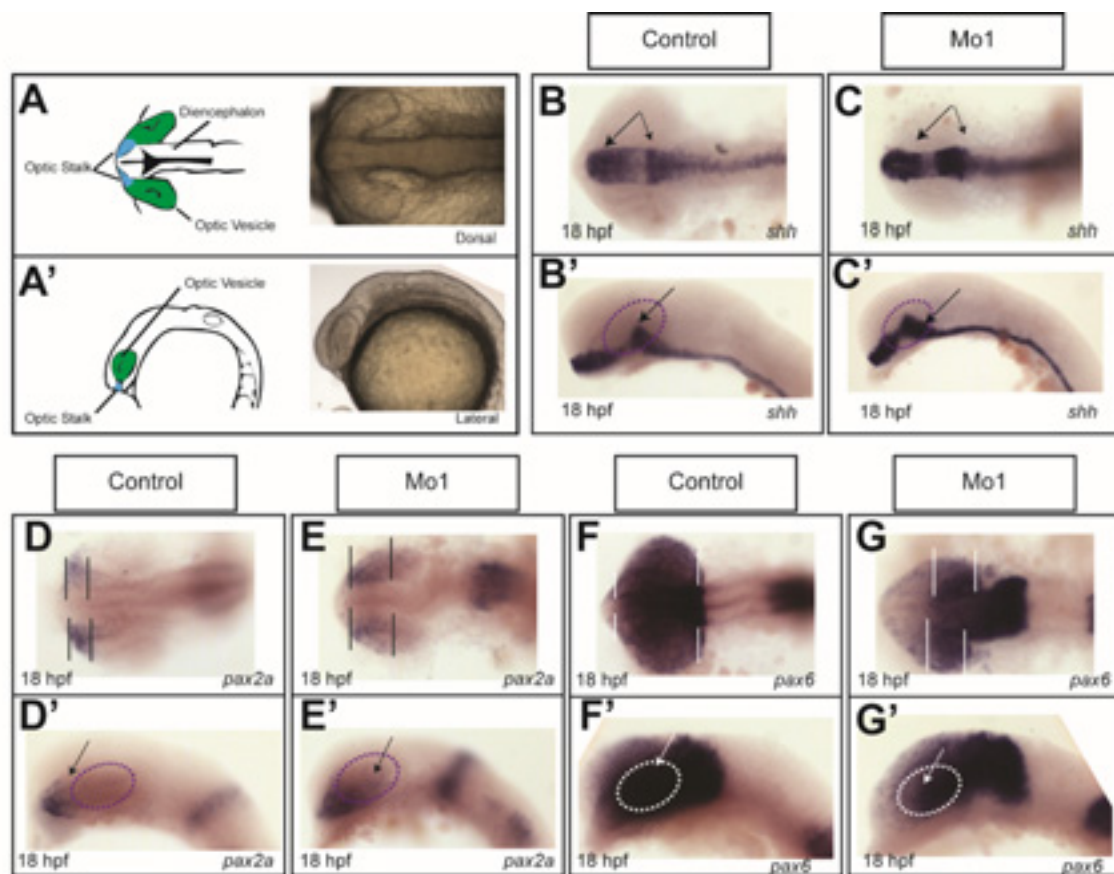 Control
Mo1
A
Diencephalon
Optic Stalk
Optic Vesicle
Dorsal
B
18 hpf
shh
C
18 hpf
shh
A'
Optic Vesicle
Optic Stalk
Lateral
B'
18 hpf
shh
C'
18 hpf
shh
Control
Mo1
Control
Mo1
D
18 hpf
pax2a
E
18 hpf
pax2a
F
18 hpf
pax6
G
18 hpf
pax6
D'
18 hpf
pax2a
E'
18 hpf
pax2a
F'
18 hpf
pax6
G'
18 hpf
pax6